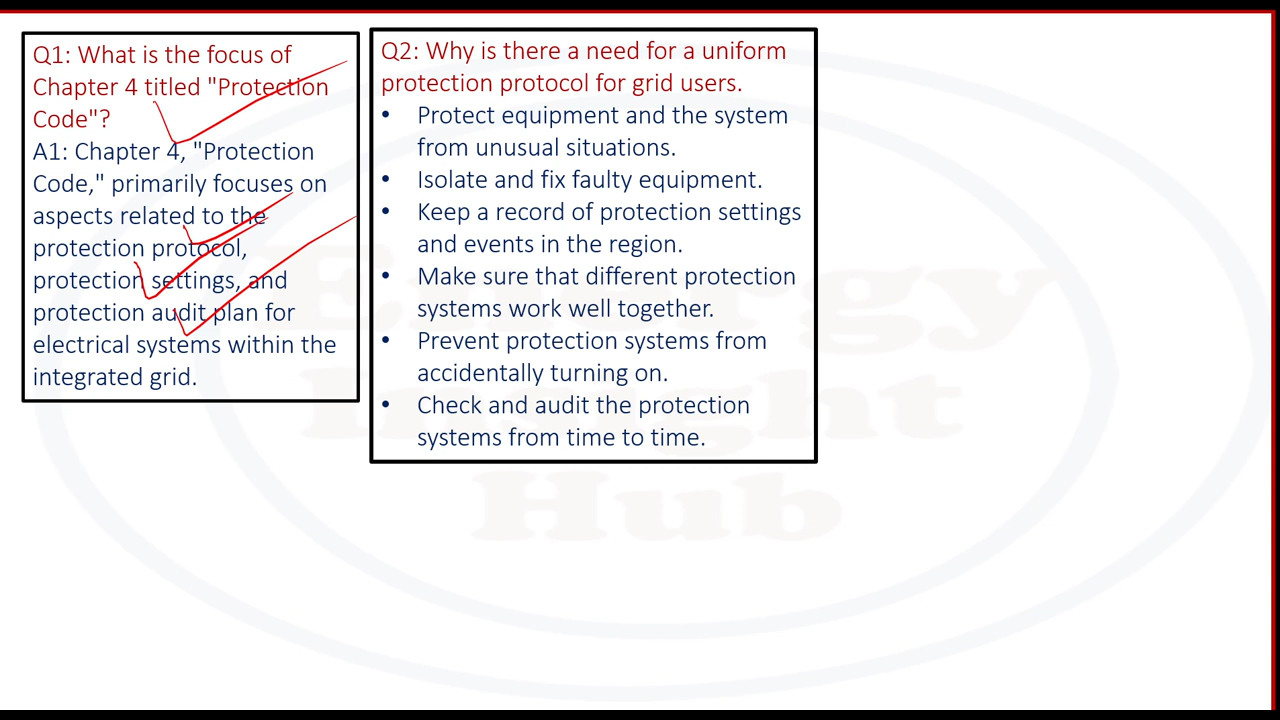 Q1: What is the focus of
Chapter 4 titled "Protection
Code"?
A1: Chapter 4, "Protection
Code," primarily focuses on
aspects related to the
protection protocol,
protection settings, and
protection audit plan for
electrical systems within the
integrated grid.
Q2: Why is there a need for a uniform
protection protocol for grid users.
• Protect equipment and the system
from unusual situations.
• Isolate and fix faulty equipment.
• Keep a record of protection settings
and events in the region.
• Make sure that different protection
systems work well together.
• Prevent protection systems from
accidentally turning on.
• Check and audit the protection
systems from time to time.
Energy
Insight
Hub